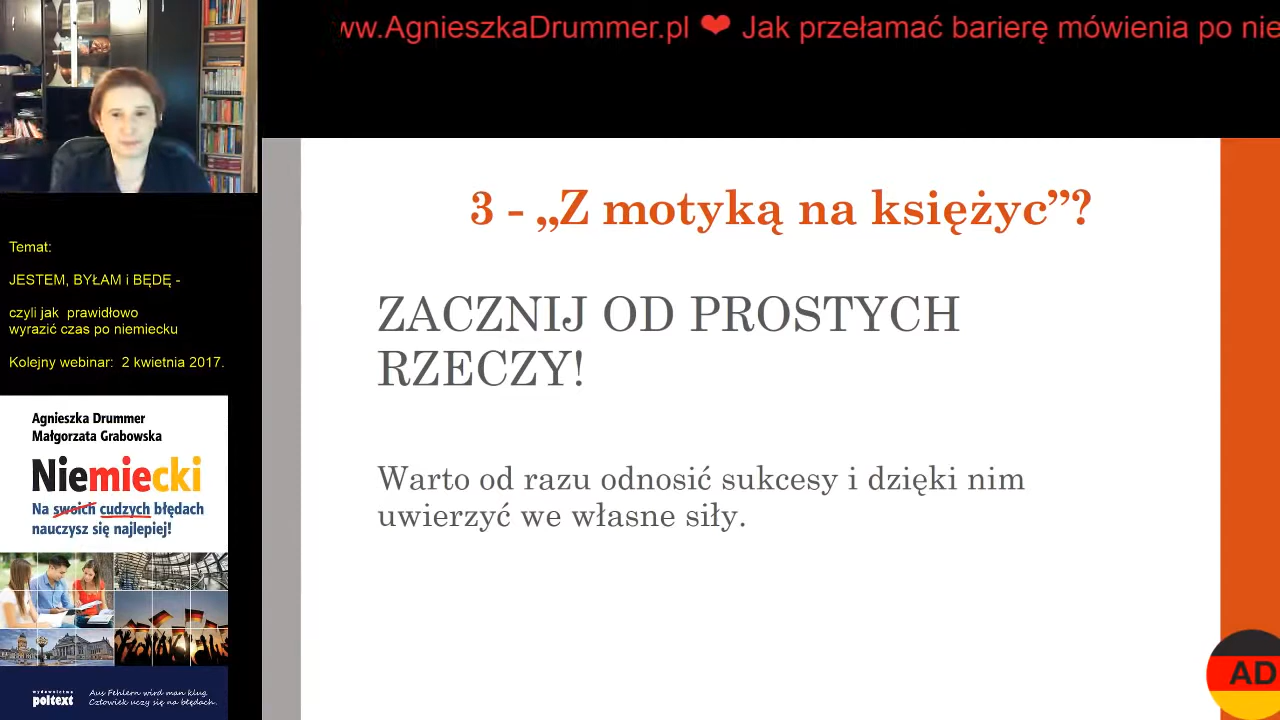 ww.AgnieszkaDrummer.pl ❤ Jak przełamać barierę mówienia po nie
3 - „Z motyką na księżyc”?
ZACZNIJ OD PROSTYCH
RZECZY!
Warto od razu odnosić sukcesy i dzięki nim
uwierzyć we własne siły.
Temat:
JESTEM, BYŁAM i BĘDĘ -
czyli jak prawidłowo
wyrazić czas po niemiecku
Kolejny webinar: 2 kwietnia 2017.
Agnieszka Drummer
Małgorzata Grabowska
Niemiecki
Na swoich cudzych błędach
nauczysz się najlepiej!
wydawnictwo
poltext
Aus Fehlern wird man klug.
Człowiek uczy się na błędach.
AD